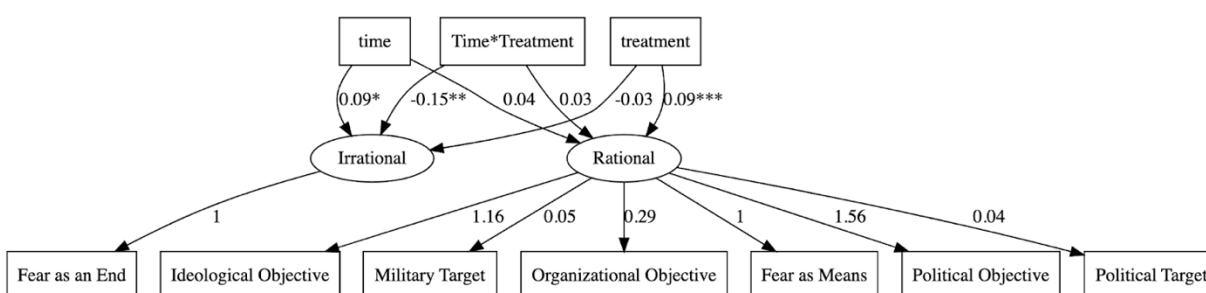 time
Time*Treatment
treatment
0.09*
-0.15**
0.04
0.03
-0.03
0.09***
Irrational
Rational
1
1.16
0.05
0.29
1
1.56
0.04
Fear as an End
Ideological Objective
Military Target
Organizational Objective
Fear as Means
Political Objective
Political Target